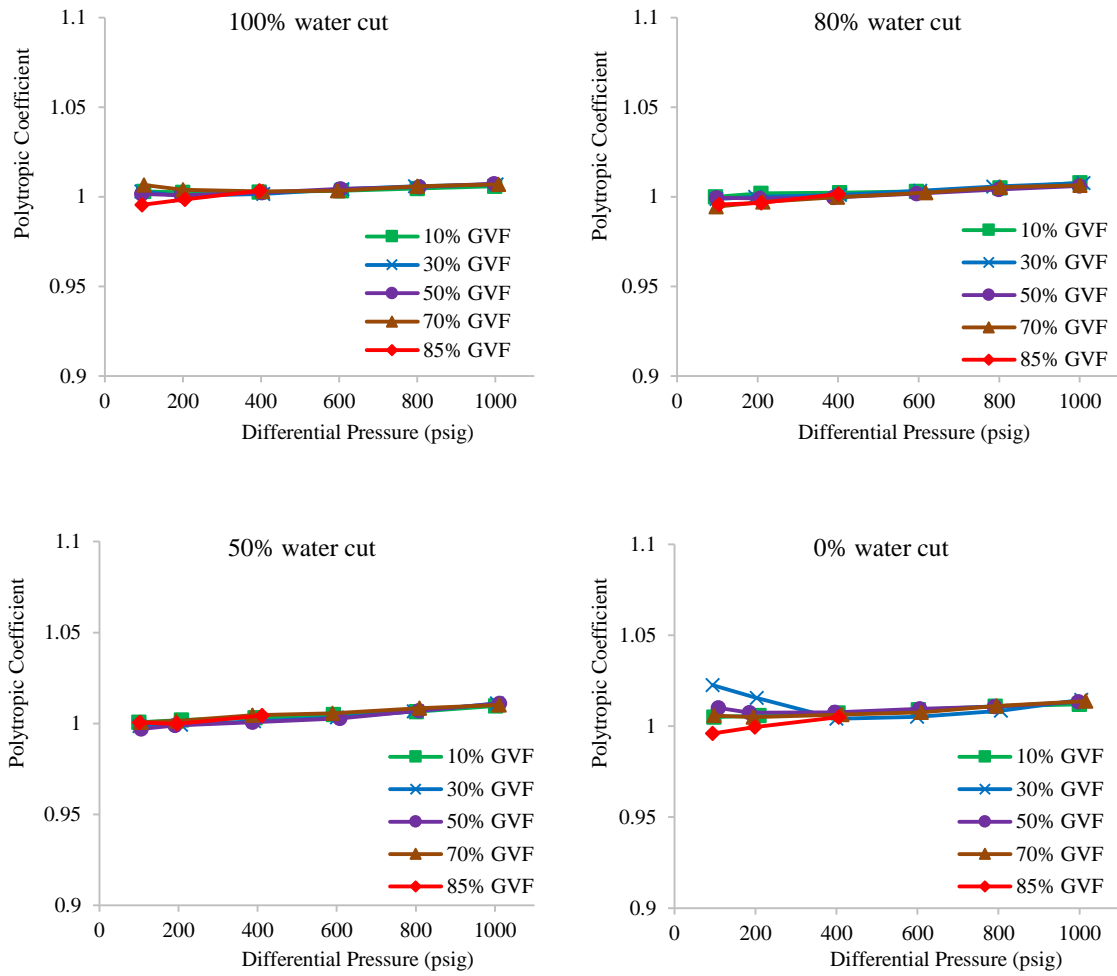 100% water cut
Polytropic Coefficient
1.1
1.05
1
0.95
0.9
0 200 400 600 800 1000
Differential Pressure (psig)
10% GVF
30% GVF
50% GVF
70% GVF
85% GVF
80% water cut
Polytropic Coefficient
1.1
1.05
1
0.95
0.9
0 200 400 600 800 1000
Differential Pressure (psig)
10% GVF
30% GVF
50% GVF
70% GVF
85% GVF
50% water cut
Polytropic Coefficient
1.1
1.05
1
0.95
0.9
0 200 400 600 800 1000
Differential Pressure (psig)
10% GVF
30% GVF
50% GVF
70% GVF
85% GVF
0% water cut
Polytropic Coefficient
1.1
1.05
1
0.95
0.9
0 200 400 600 800 1000
Differential Pressure (psig)
10% GVF
30% GVF
50% GVF
70% GVF
85% GVF